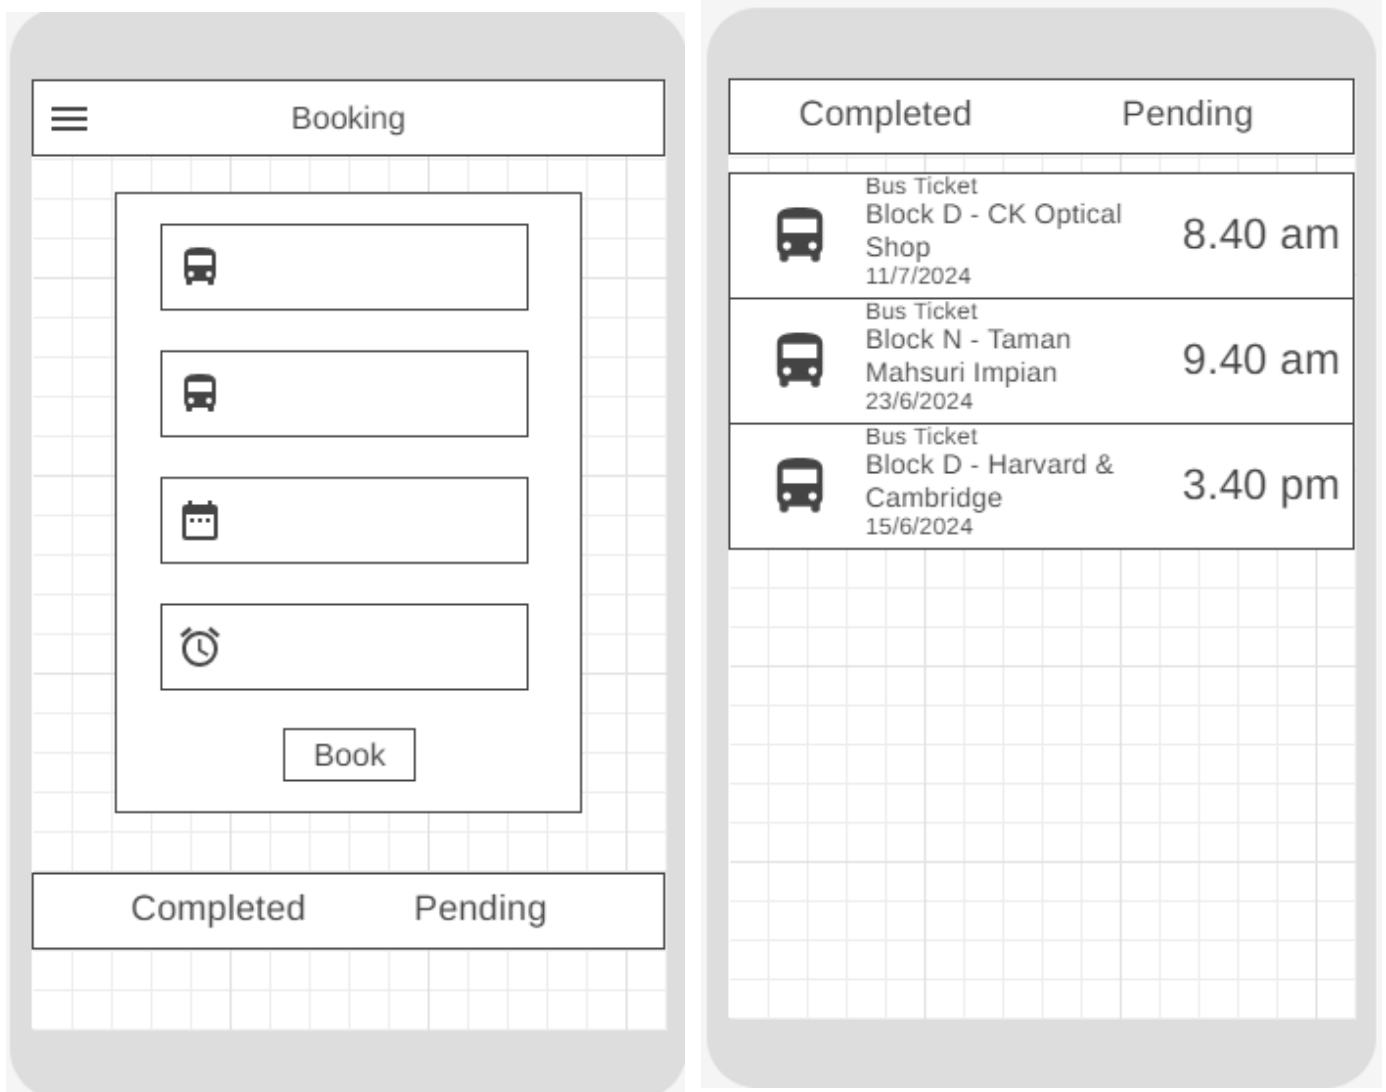 Booking
Book
Completed Pending
Completed Pending
Bus Ticket
Block D - CK Optical
Shop
11/7/2024
8.40 am
Bus Ticket
Block N - Taman
Mahsuri Impian
23/6/2024
9.40 am
Bus Ticket
Block D - Harvard &
Cambridge
15/6/2024
3.40 pm